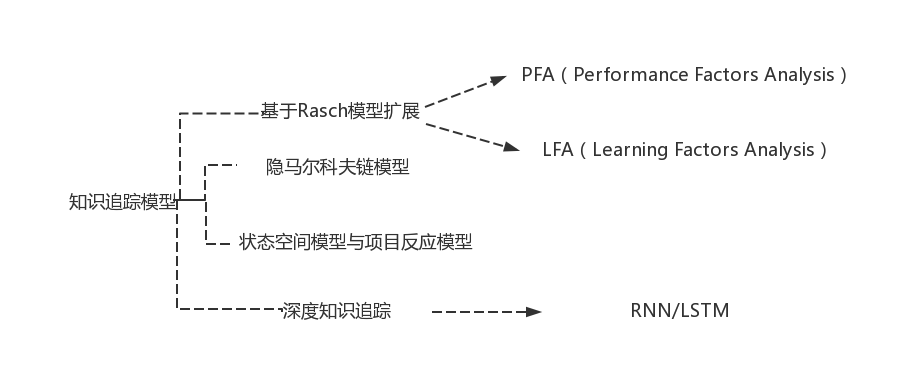 PFA ( Performance Factors Analysis )
基于Rasch模型扩展
LFA ( Learning Factors Analysis )
隐马尔科夫链模型
知识追踪模型
状态空间模型与项目反应模型
深度知识追踪
RNN/LSTM